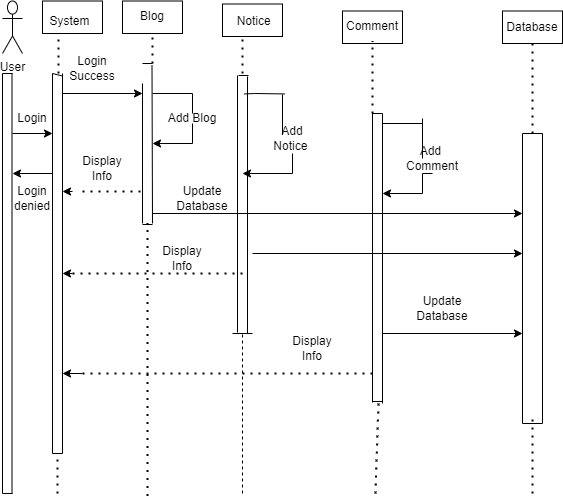 System
Blog
Notice
Comment
Database
User
Login
Success
Login
Add Blog
Add
Notice
Add
Comment
Display
Info
Login
denied
Update
Database
Display
Info
Update
Database
Display
Info